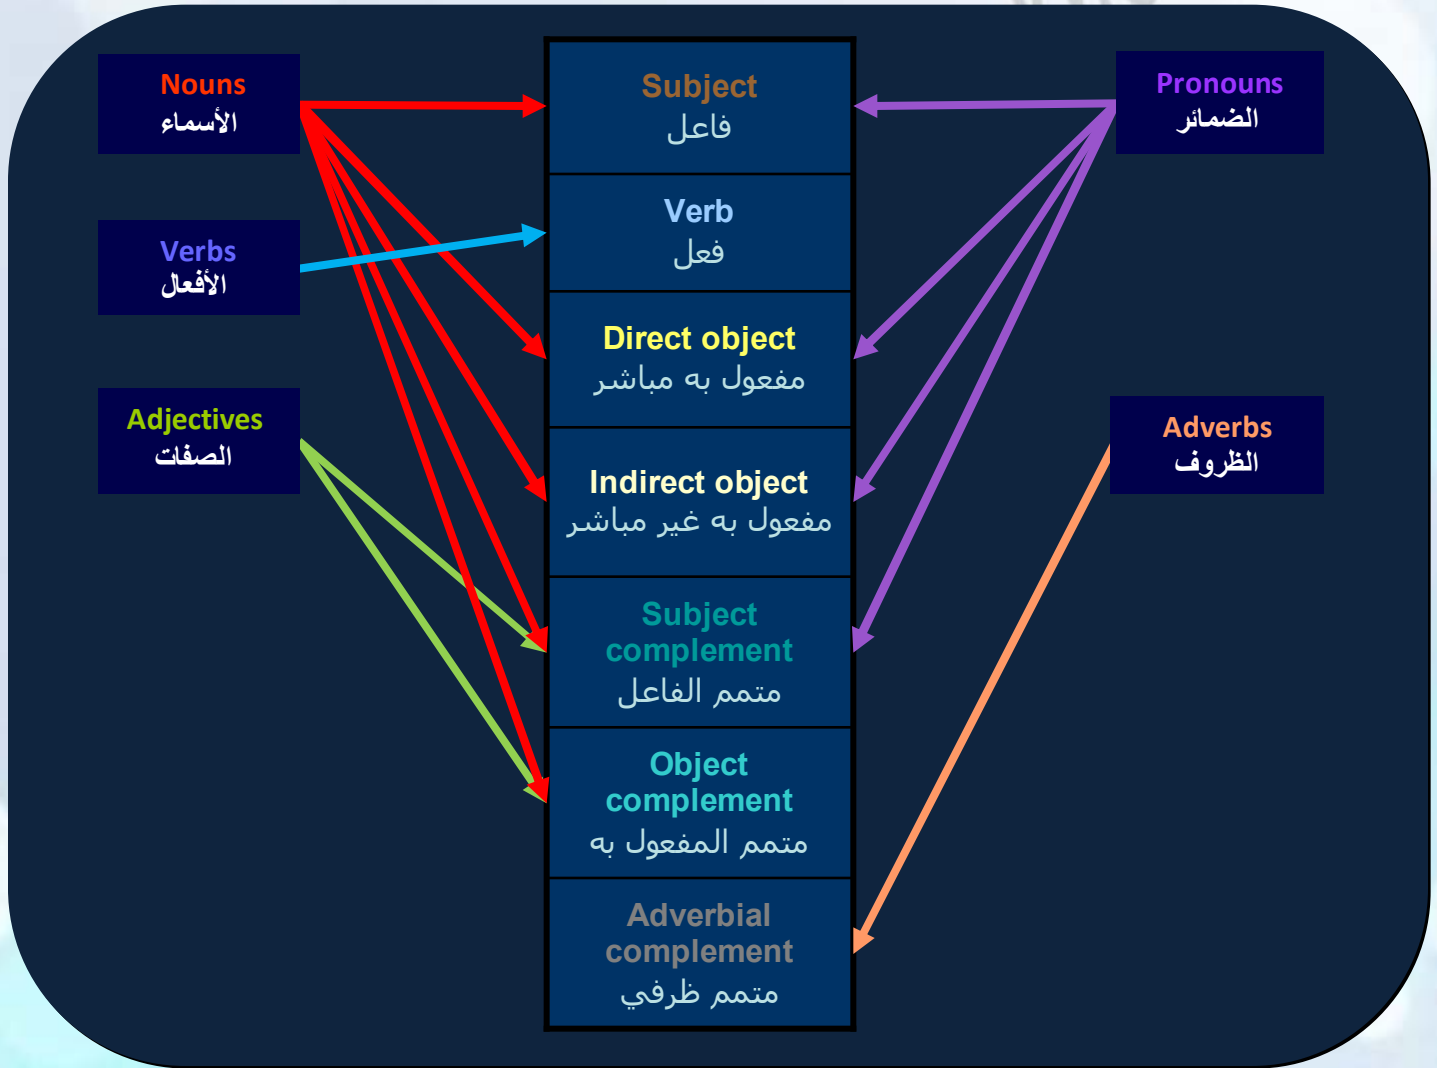 Nouns
الأسماء
Verbs
الأفعال
Adjectives
الصفات
Subject
فاعل
Verb
فعل
Direct object
مفعول به مباشر
Indirect object
مفعول به غير مباشر
Subject
complement
متمم الفاعل
Object
complement
متمم المفعول به
Adverbial
complement
متمم ظرفي
Pronouns
الضمائر
Adverbs
الظروف